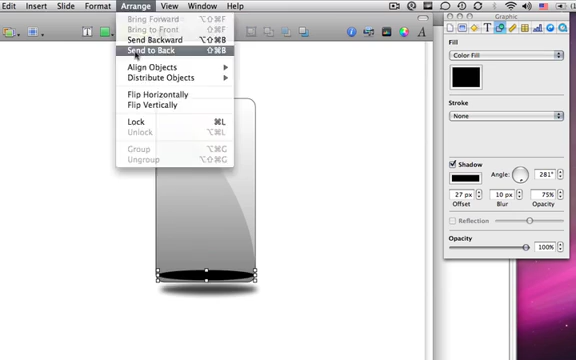 Insert Slide Format Arrange View Window Help
Bring Forward ⌥⇧⌘F
Bring to Front ⇧⌘F
Send Backward ⌥⇧⌘B
Send to Back ⇧⌘B
Align Objects
Distribute Objects
Flip Horizontally
Flip Vertically
Lock ⌘L
Unlock ⌥⌘L
Group ⌥⌘G
Ungroup ⌥⇧⌘G
Graphic
Fill
Color Fill
Stroke
None
Shadow
Angle: 281°
27 px 10 px 75%
Offset Blur Opacity
Reflection
Opacity
100%